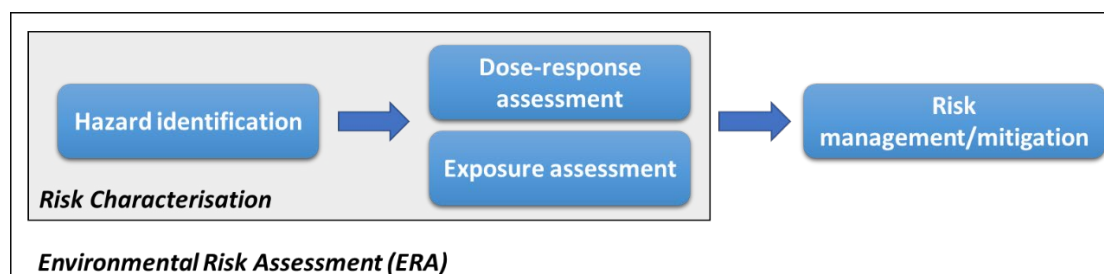 Hazard identification
Dose-response
assessment
Exposure assessment
Risk
management/mitigation
Risk Characterisation
Environmental Risk Assessment (ERA)